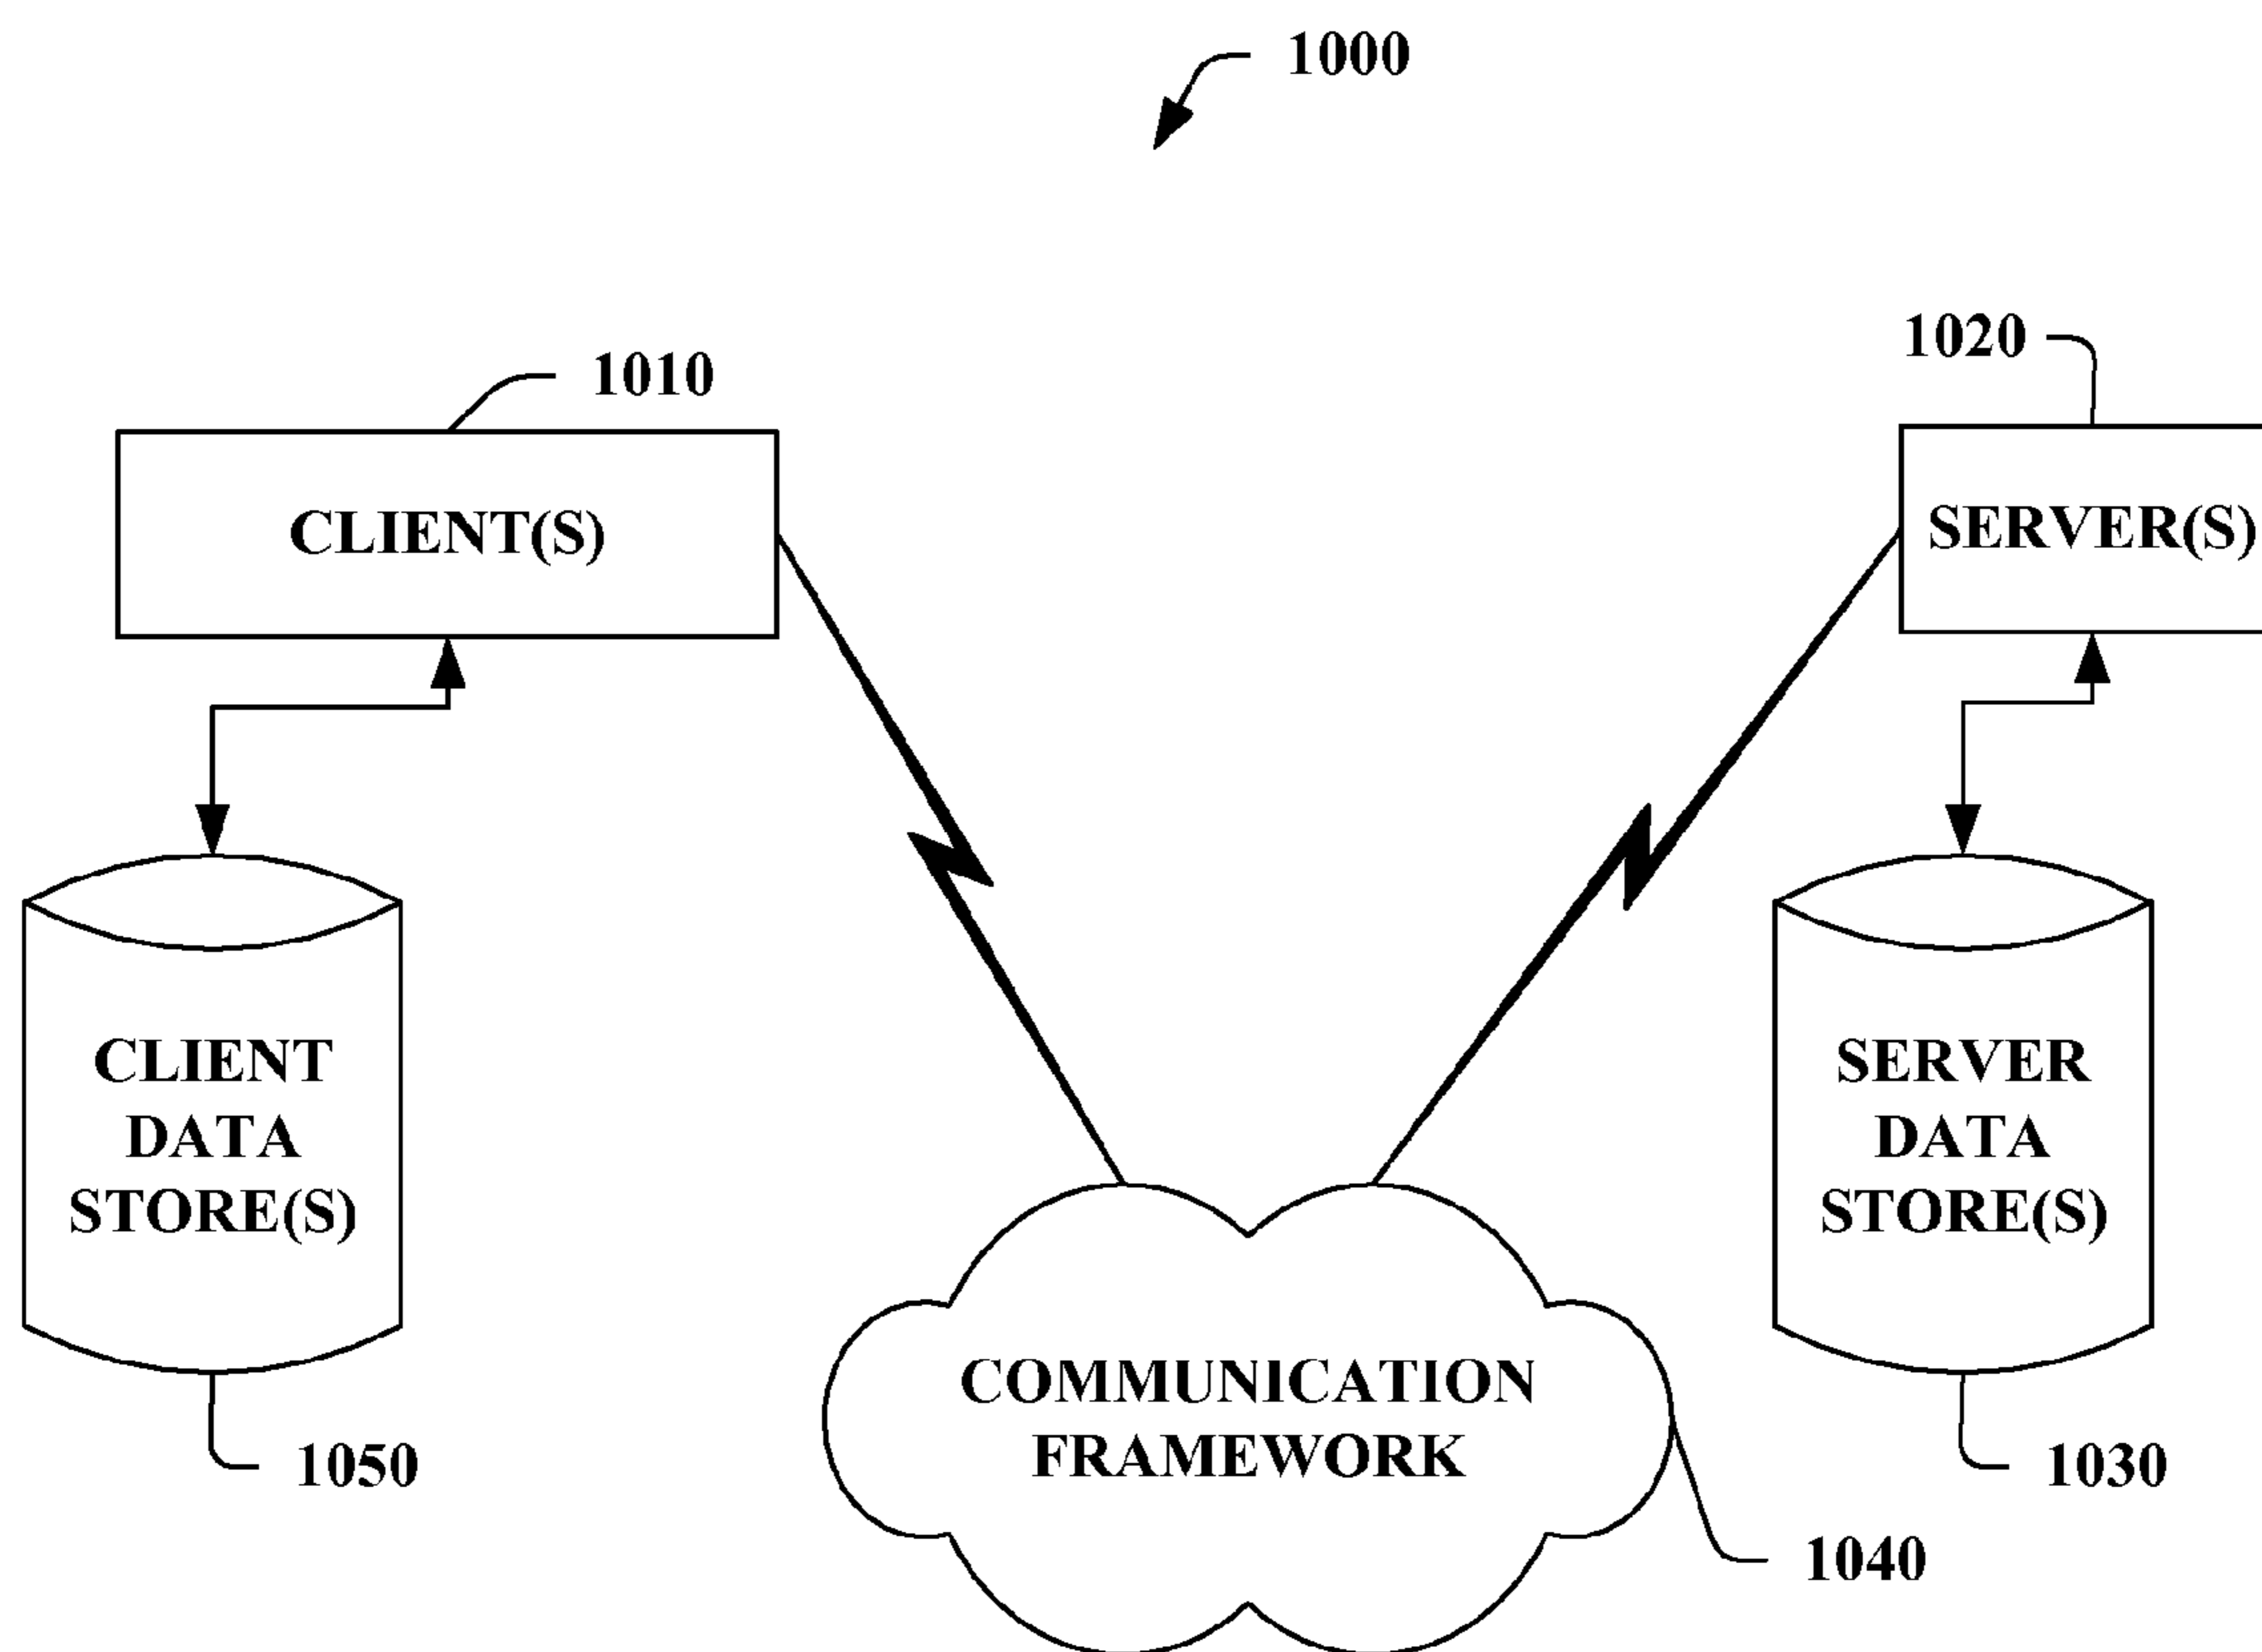 1000
1010
1020
CLIENT(S)
SERVER(S)
CLIENT
DATA
STORE(S)
SERVER
DATA
STORE(S)
COMMUNICATION
FRAMEWORK
1050
1030
1040